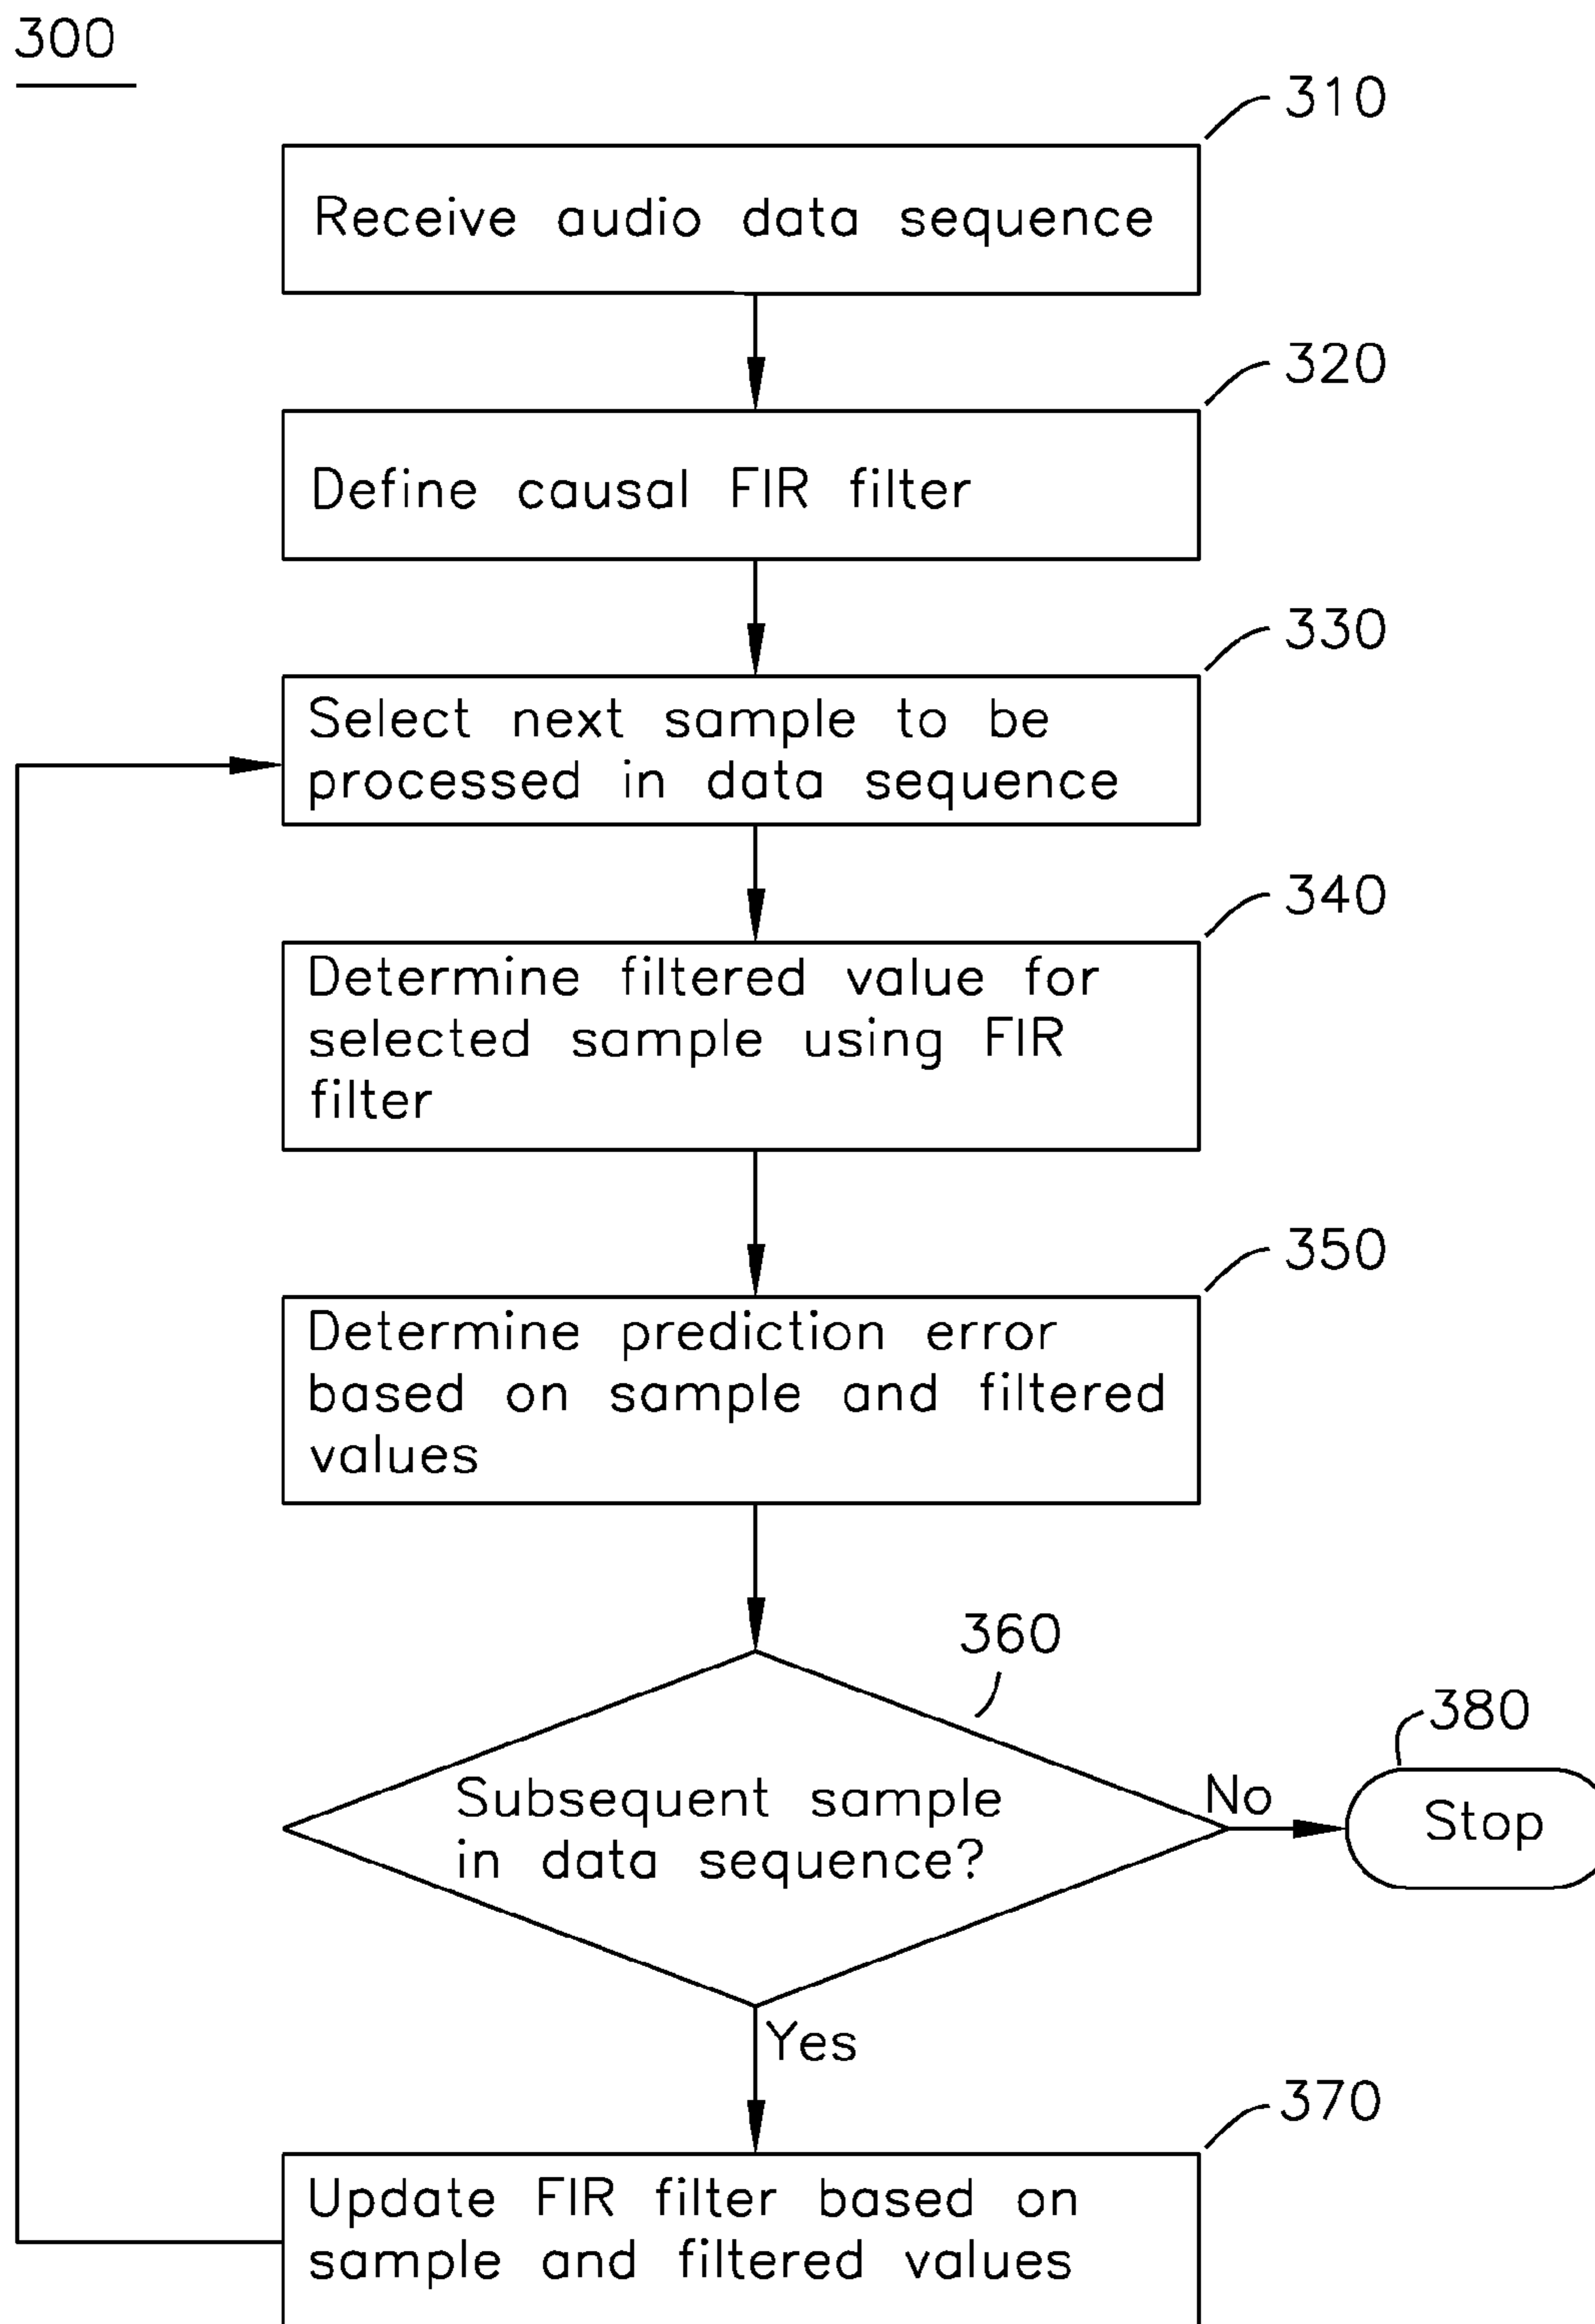 300
310
Receive audio data sequence
320
Define causal FIR filter
330
Select next sample to be
processed in data sequence
340
Determine filtered value for
selected sample using FIR
filter
350
Determine prediction error
based on sample and filtered
values
360
Subsequent sample
in data sequence?
No
380
Stop
Yes
370
Update FIR filter based on
sample and filtered values